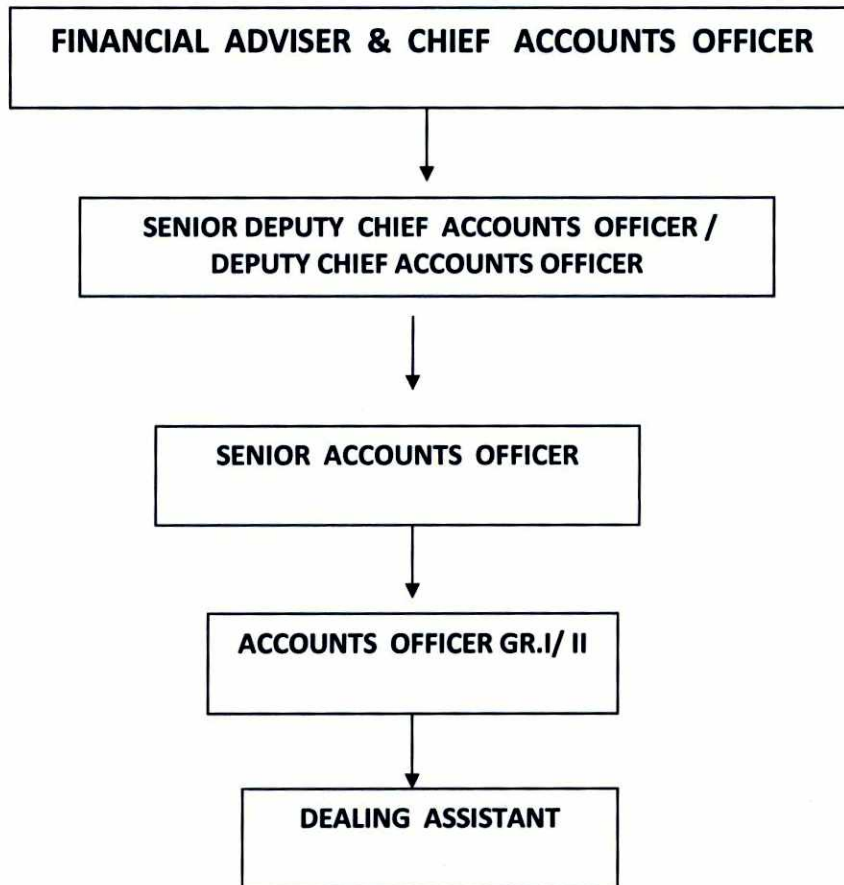 FINANCIAL ADVISER & CHIEF ACCOUNTS OFFICER
SENIOR DEPUTY CHIEF ACCOUNTS OFFICER /
DEPUTY CHIEF ACCOUNTS OFFICER
SENIOR ACCOUNTS OFFICER
ACCOUNTS OFFICER GR.I/ II
DEALING ASSISTANT